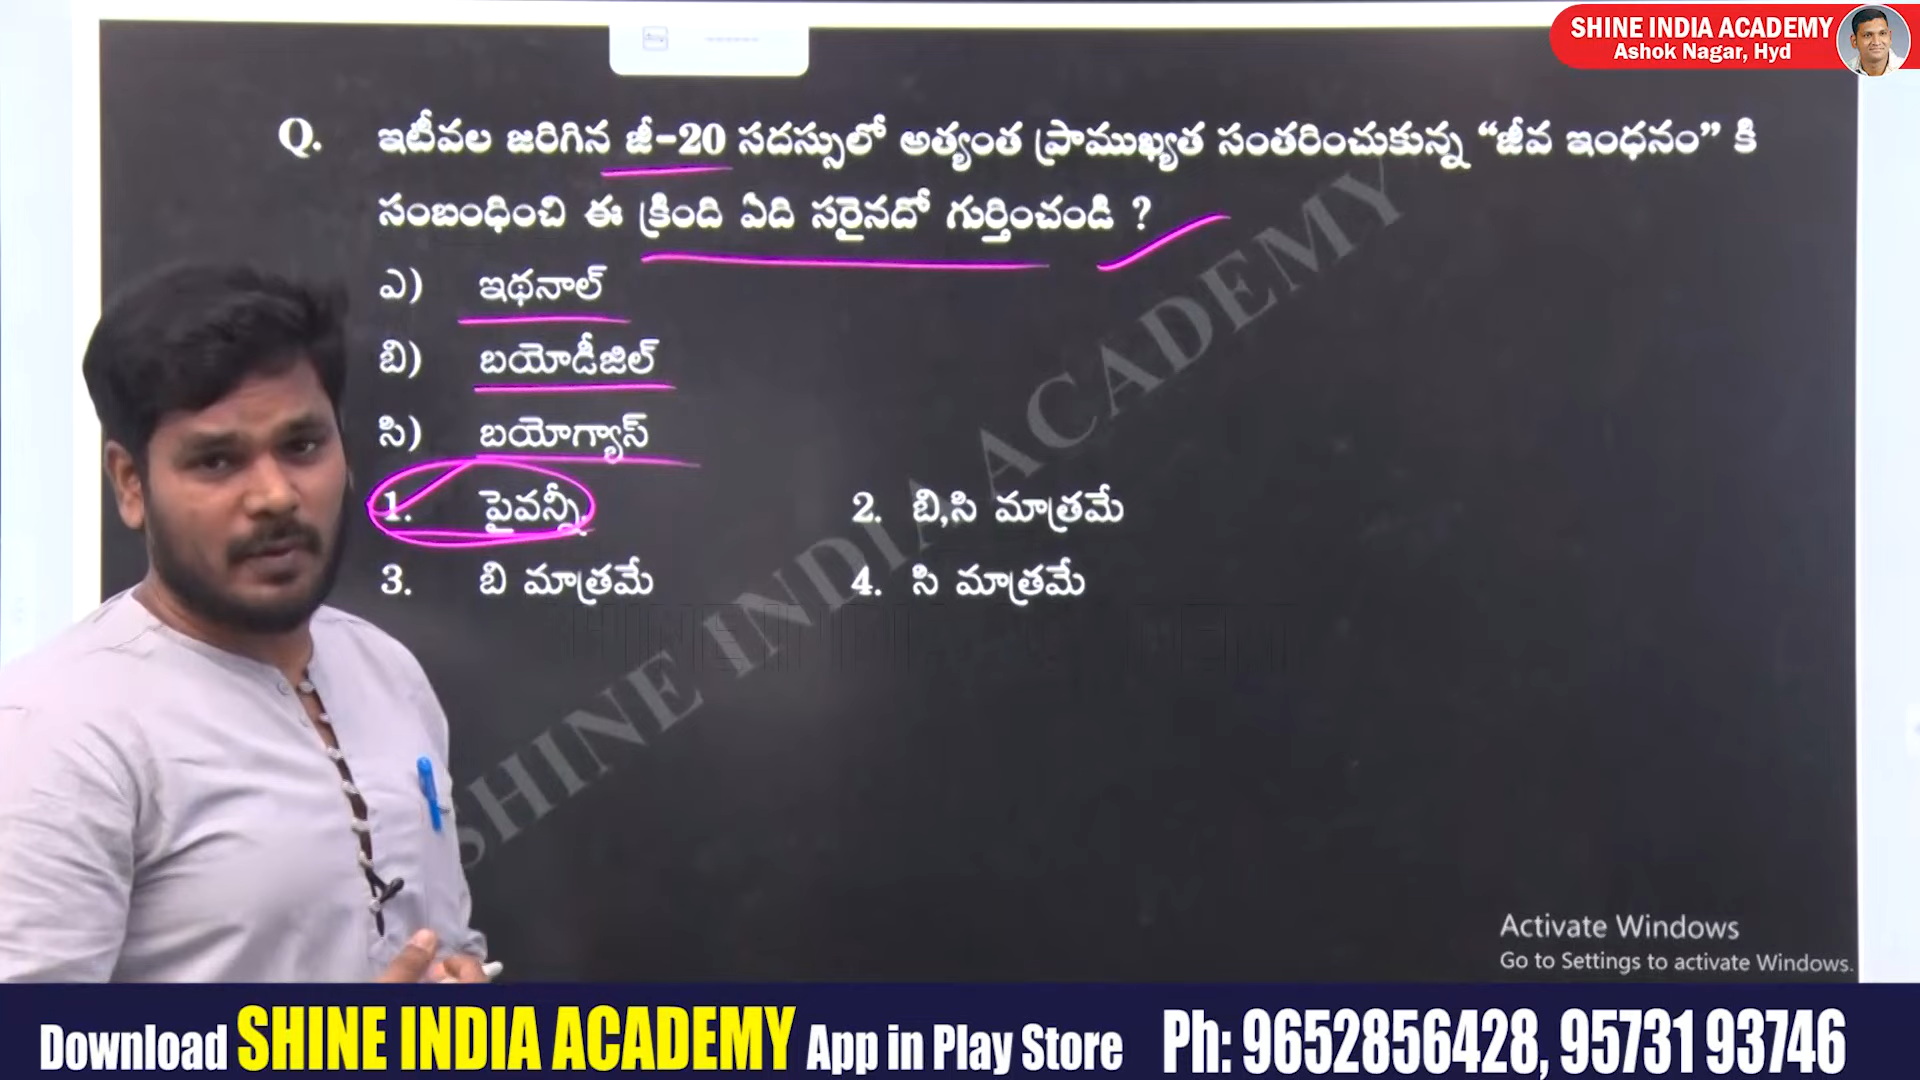 SHINE INDIA ACADEMY
Ashok Nagar, Hyd
Q. ఇటీవల జరిగిన జీ-20 సదస్సులో అత్యంత ప్రాముఖ్యత సంతరించుకున్న “జీవ ఇంధనం” కి
సంబంధించి ఈ క్రింది ఏది సరైనదో గుర్తించండి ?
ఎ) ఇథనాల్
బి) బయోడీజిల్
సి) బయోగ్యాస్
1. పైవన్నీ 2. బి,సి మాత్రమే
3. బి మాత్రమే 4. సి మాత్రమే
SHINE INDIA ACADEMY
Activate Windows
Go to Settings to activate Windows.
Download SHINE INDIA ACADEMY App in Play Store Ph: 9652856428, 95731 93746